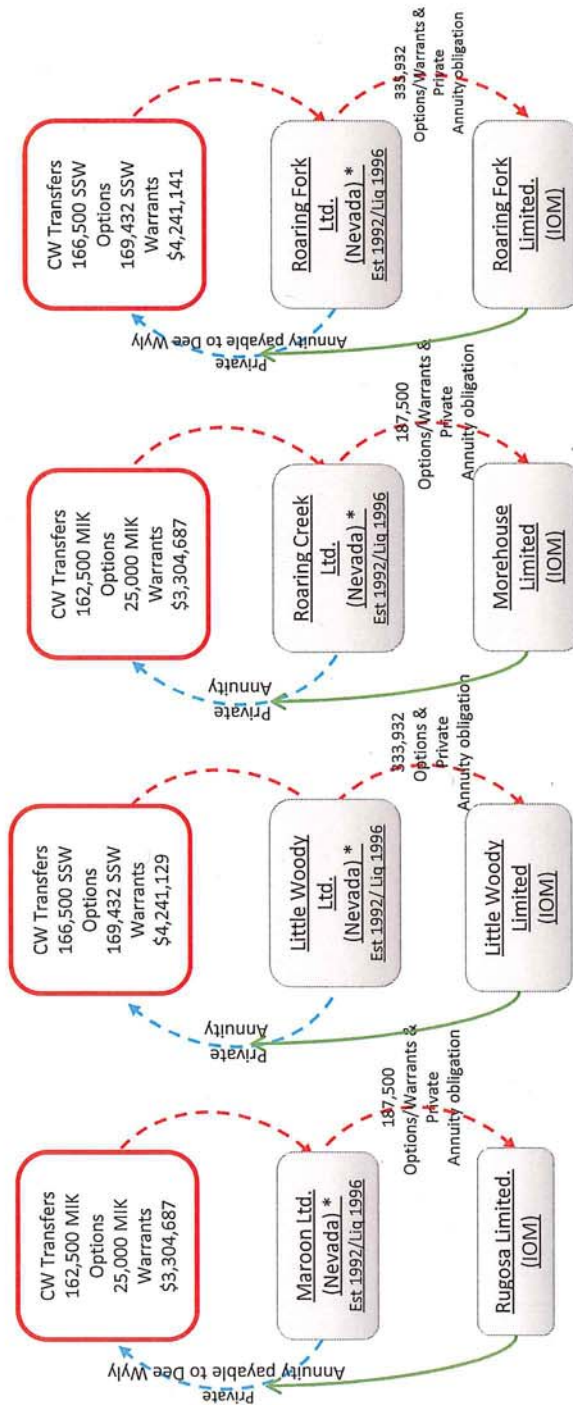 CW Transfers
162,500 MIK
Options
25,000 MIK
Warrants
$3,304,687
Private
Annuity payable to Dee Wyly
Maroon Ltd.
(Nevada) *
Est 1992/Liq 1996
187,500
Options/Warrants &
Private
Annuity obligation
Rugosa Limited.
(IOM)
CW Transfers
166,500 SSW
Options
169,432 SSW
Warrants
$4,241,129
Private
Annuity
Little Woody
Ltd.
(Nevada) *
Est 1992/ Liq 1996
333,932
Options &
Private
Annuity obligation
Little Woody
Limited
(IOM)
CW Transfers
162,500 MIK
Options
25,000 MIK
Warrants
$3,304,687
Private
Annuity
Roaring Creek
Ltd.
(Nevada) *
Est 1992/Liq 1996
187,500
Options/Warrants &
Private
Annuity obligation
Morehouse
Limited
(IOM)
CW Transfers
166,500 SSW
Options
169,432 SSW
Warrants
$4,241,141
Private
Annuity payable to Dee Wyly
Roaring Fork
Ltd.
(Nevada) *
Est 1992/Liq 1996
335,932
Options/Warrants &
Private
Annuity obligation
Roaring Fork
Limited.
(IOM)